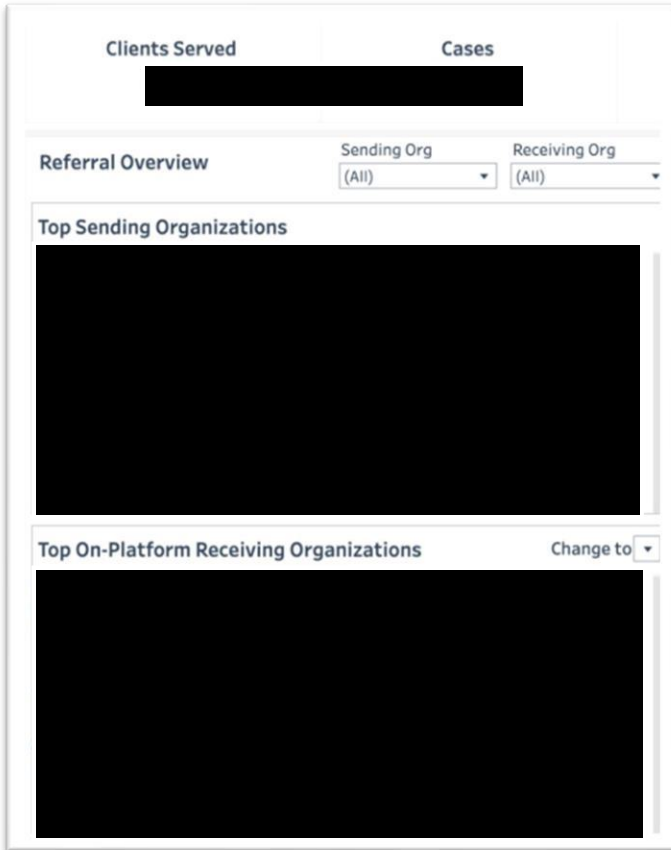 Clients Served Cases
Sending Org Receiving Org
Referral Overview
(All) (All)
Top Sending Organizations
Top On-Platform Receiving Organizations Change to